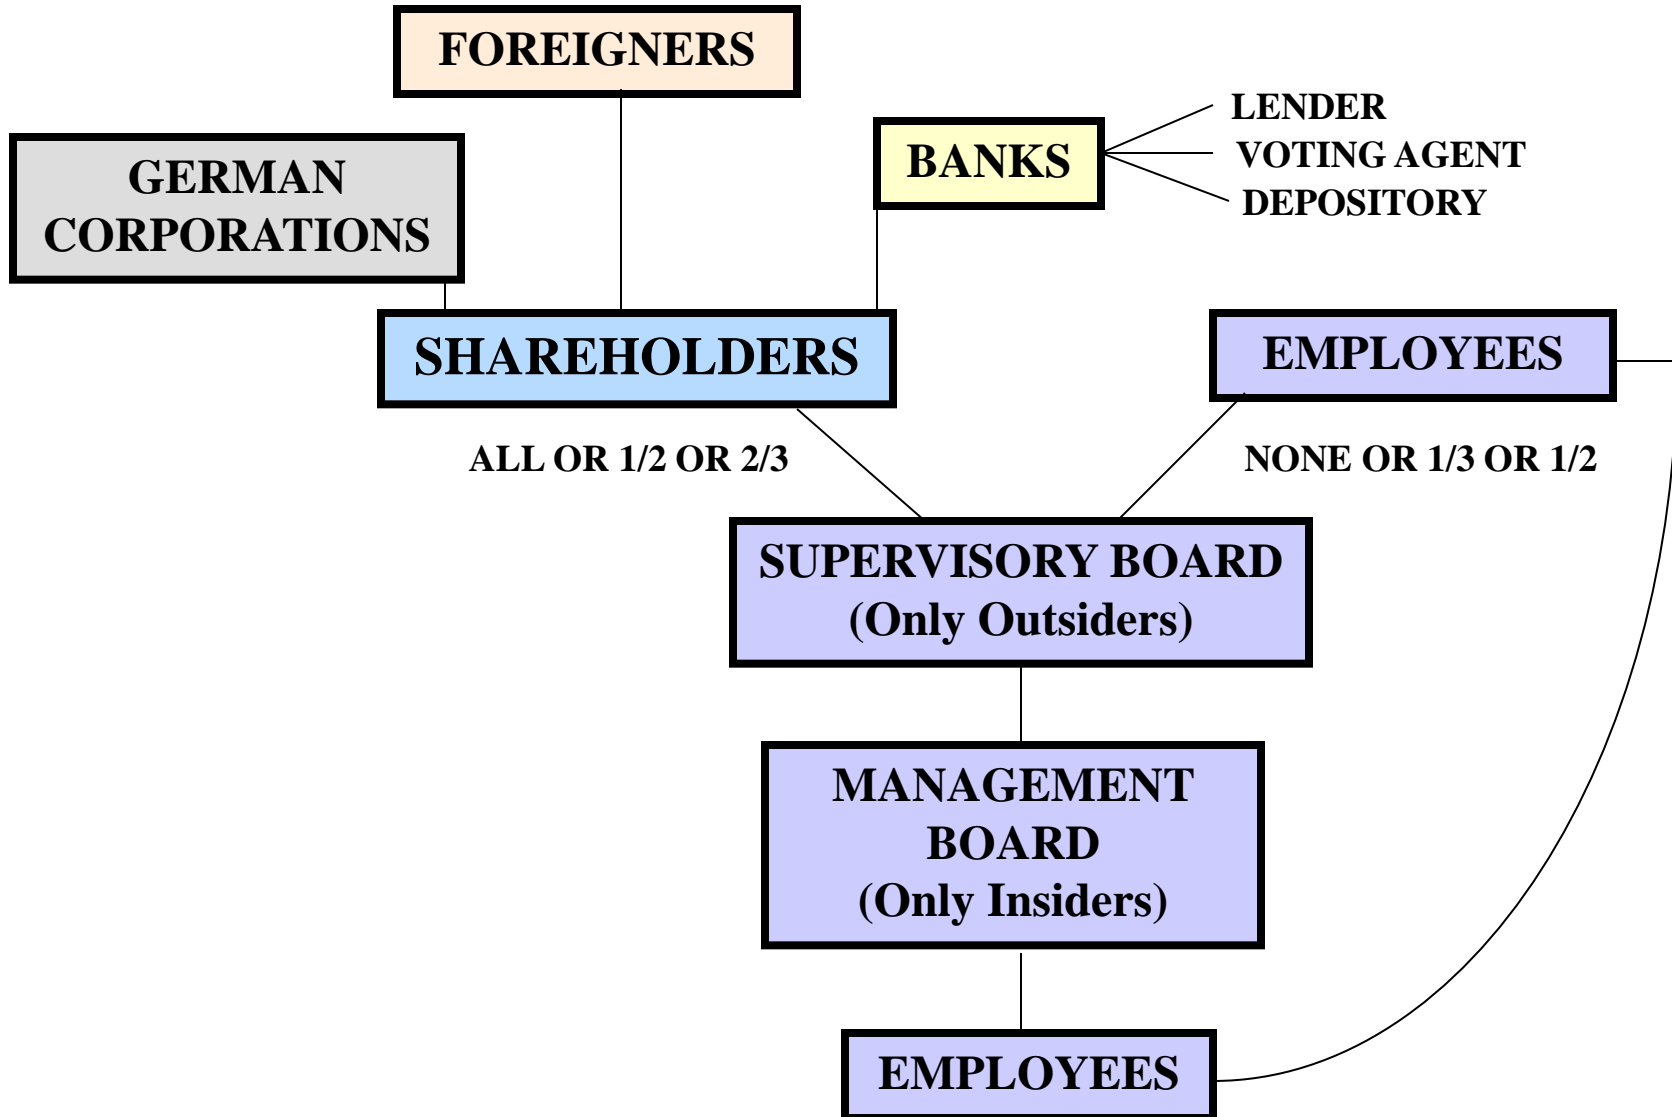 FOREIGNERS
LENDER
BANKS
VOTING AGENT
DEPOSITORY
GERMAN
CORPORATIONS
SHAREHOLDERS
EMPLOYEES
ALL OR 1/2 OR 2/3
NONE OR 1/3 OR 1/2
SUPERVISORY BOARD
(Only Outsiders)
MANAGEMENT
BOARD
(Only Insiders)
EMPLOYEES